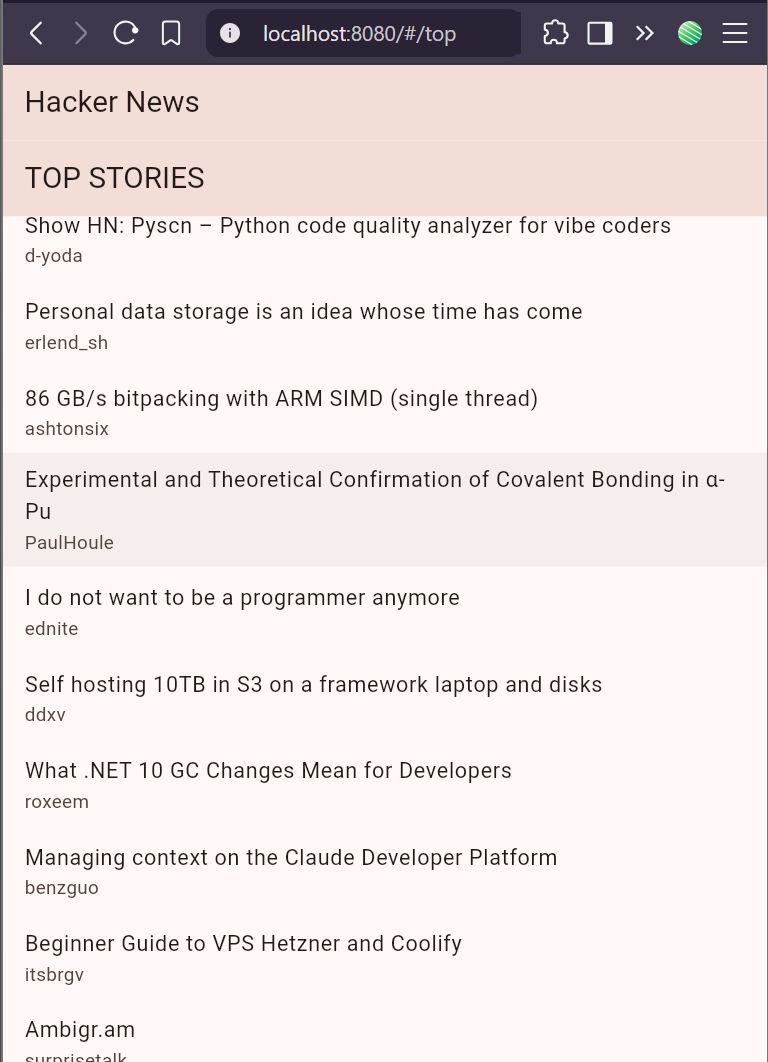 localhost:8080/#/top
Hacker News
TOP STORIES
Show HN: Pyscn – Python code quality analyzer for vibe coders
d-yoda
Personal data storage is an idea whose time has come
erlend_sh
86 GB/s bitpacking with ARM SIMD (single thread)
ashtonsix
Experimental and Theoretical Confirmation of Covalent Bonding in α-
Pu
PaulHoule
I do not want to be a programmer anymore
ednite
Self hosting 10TB in S3 on a framework laptop and disks
ddxv
What .NET 10 GC Changes Mean for Developers
roxeem
Managing context on the Claude Developer Platform
benzguo
Beginner Guide to VPS Hetzner and Coolify
itsbrgv
Ambigr.am
surprisetalk